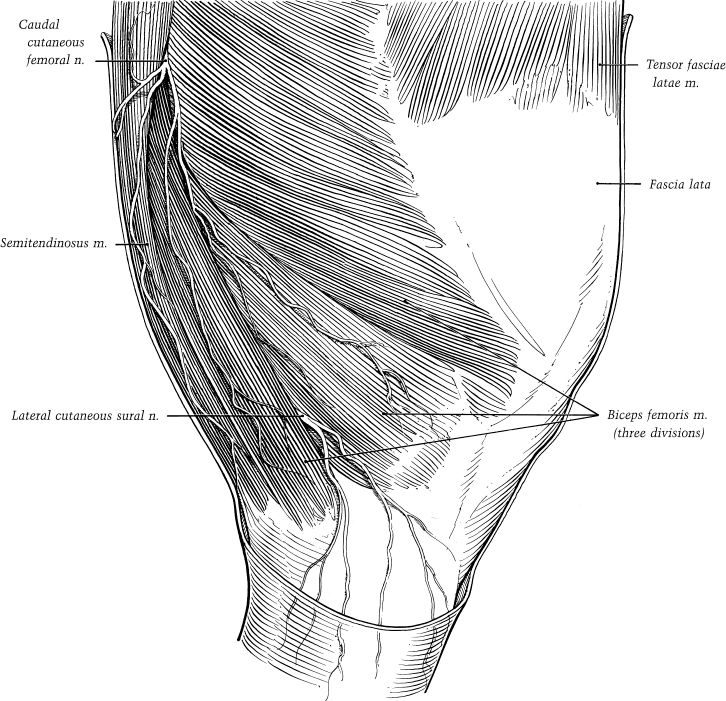 Caudal
cutaneous
femoral n.
Tensor fasciae
latae m.
Fascia lata
Semitendinosus m.
Lateral cutaneous sural n.
Biceps femoris m.
(three divisions)